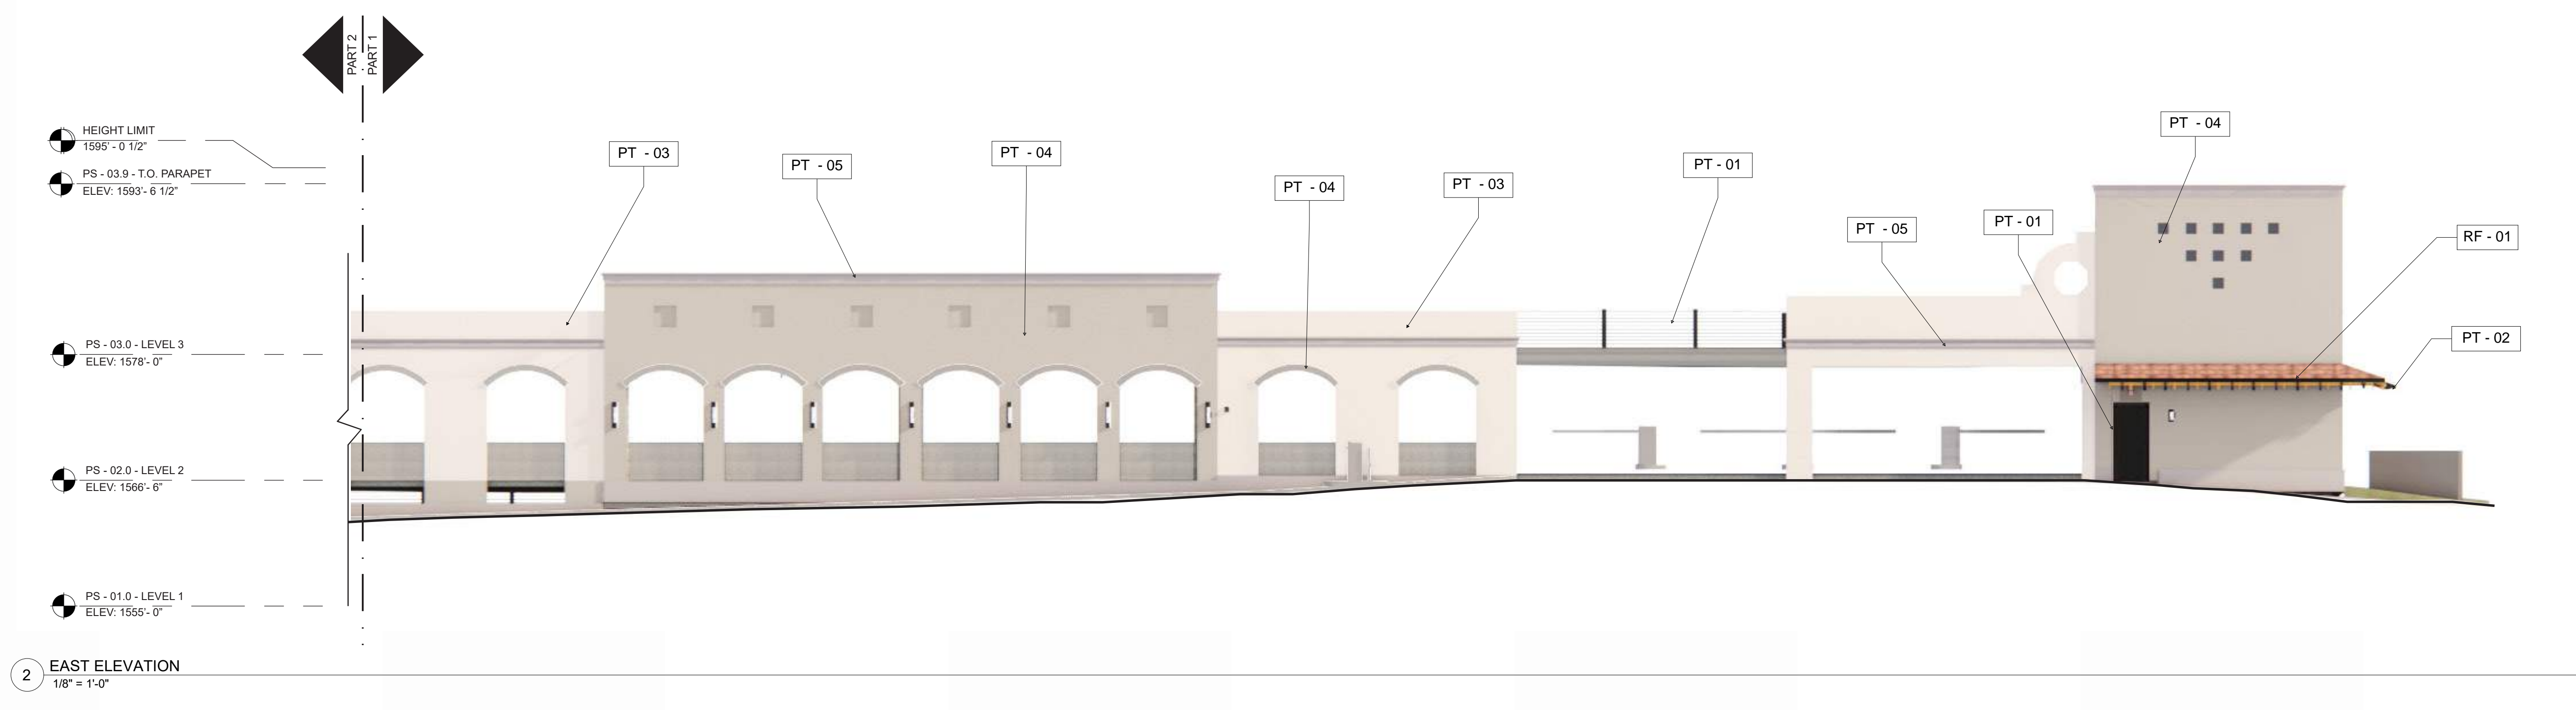 PART 2
PART 1
HEIGHT LIMIT
1595' - 0 1/2"
PS - 03.9 - T.O. PARAPET
ELEV: 1593'- 6 1/2"
PS - 03.0 - LEVEL 3
ELEV: 1578'- 0"
PS - 02.0 - LEVEL 2
ELEV: 1566'- 6"
PS - 01.0 - LEVEL 1
ELEV: 1555'- 0"
PT - 03
PT - 05
PT - 04
PT - 04
PT - 03
PT - 01
PT - 05
PT - 01
PT - 04
RF - 01
PT - 02
2
EAST ELEVATION
1/8" = 1'-0"